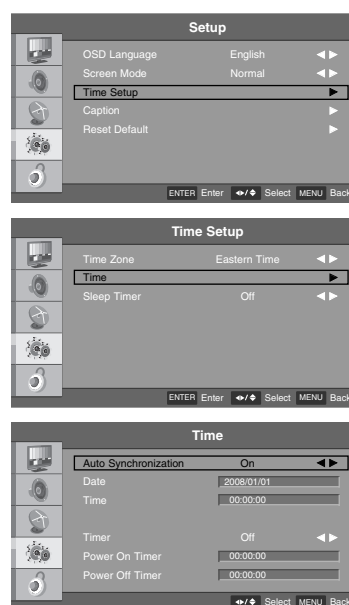 Setup
OSD Language English
Screen Mode Normal
Time Setup
Caption
Reset Default
ENTER Enter Select MENU Back
Time Setup
Time Zone Eastern Time
Time
Sleep Timer Off
ENTER Enter Select MENU Back
Time
Auto Synchronization On
Date 2008/01/01
Time 00:00:00
Timer Off
Power On Timer 00:00:00
Power Off Timer 00:00:00
Select MENU Back